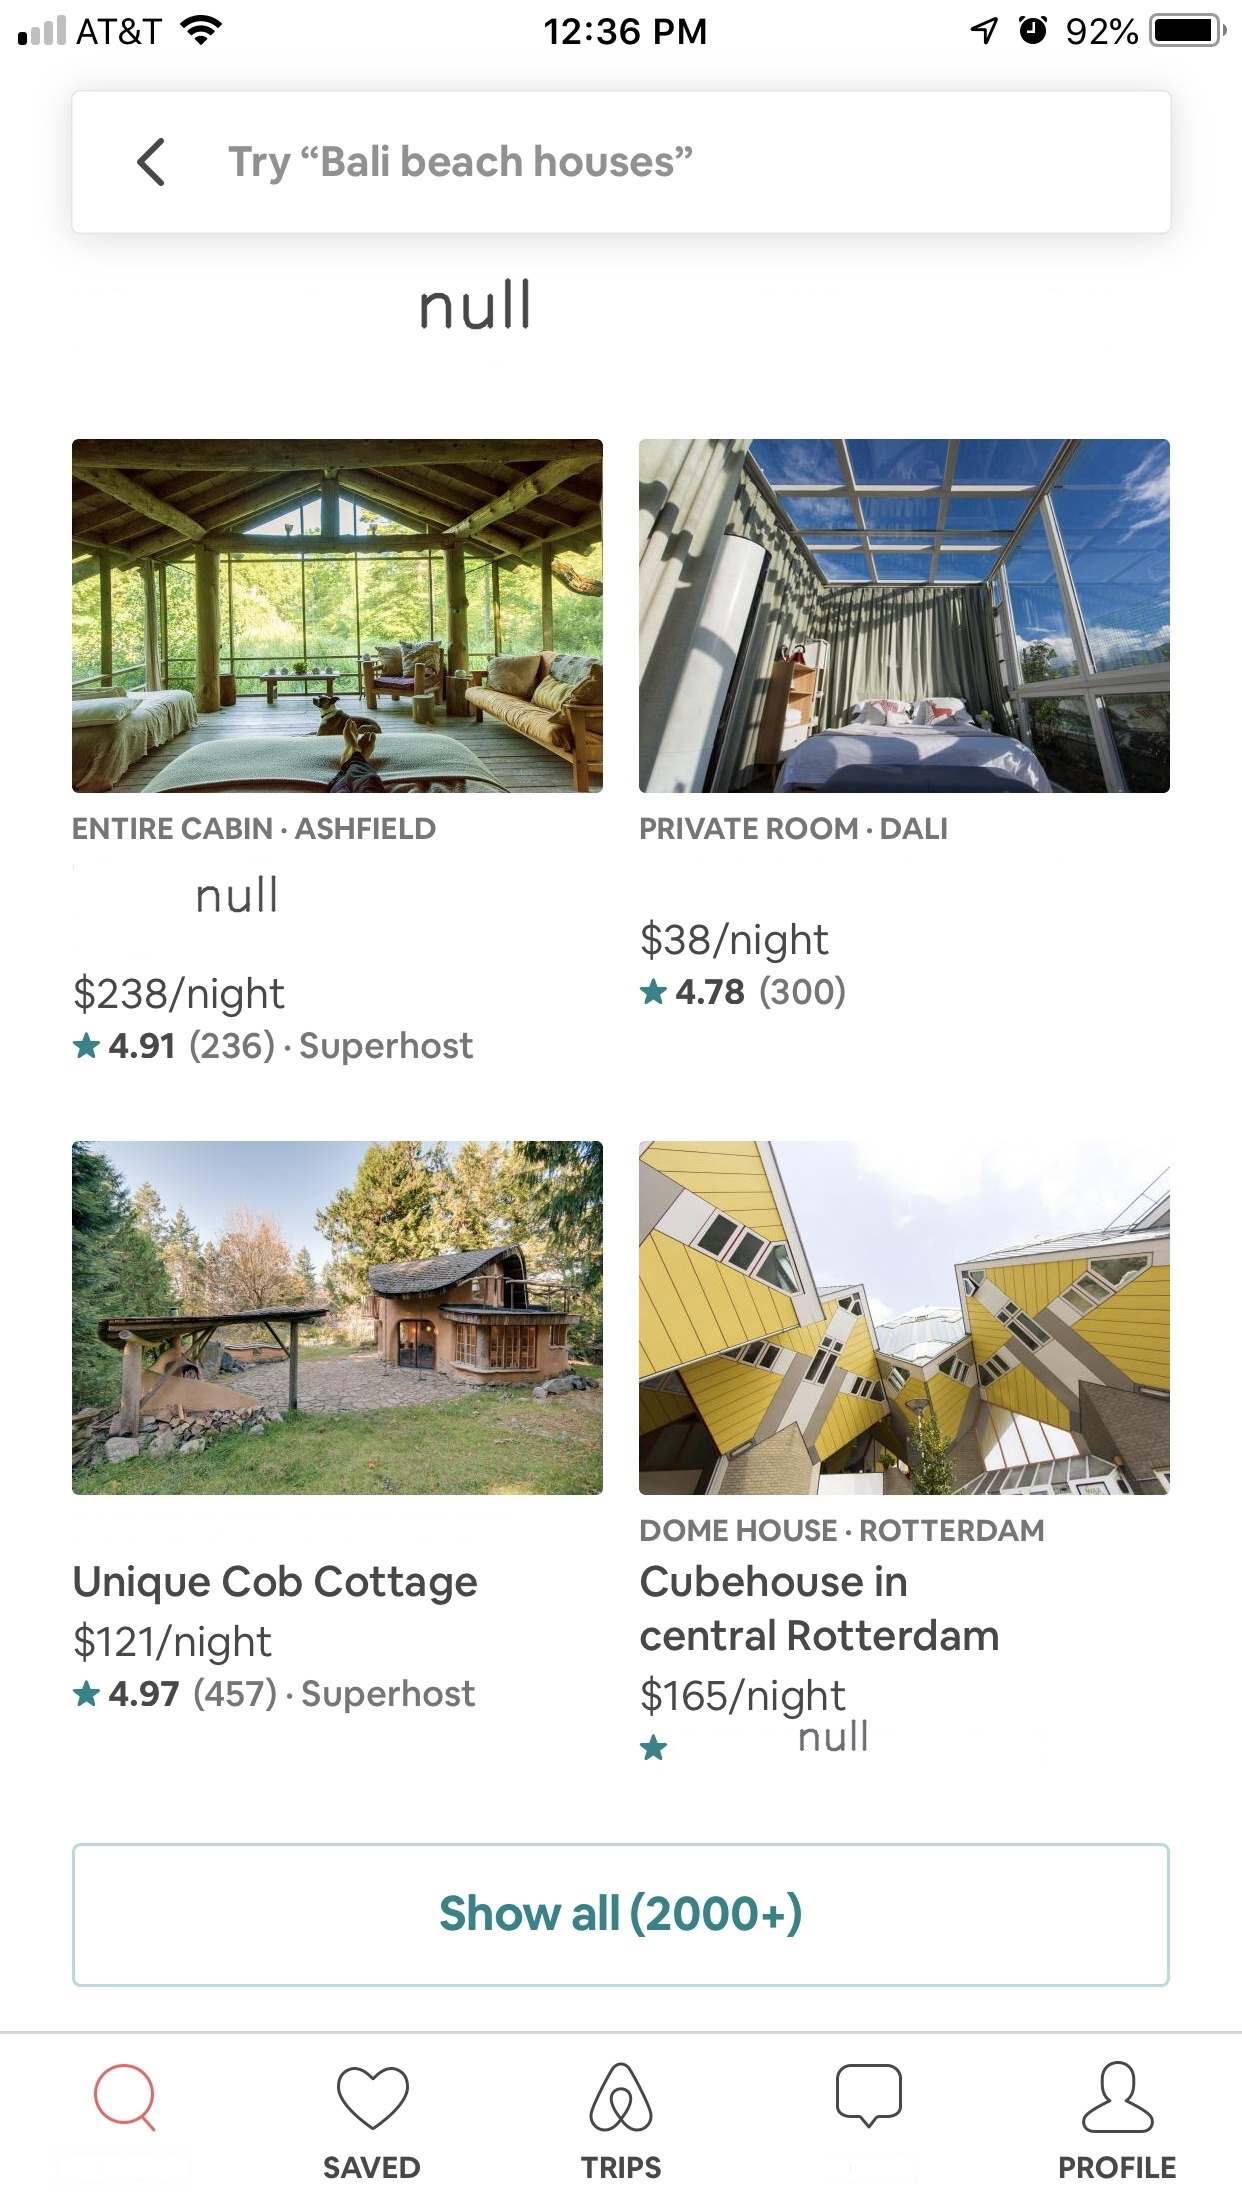 AT&T 12:36 PM 92%
Try “Bali beach houses”
null
ENTIRE CABIN · ASHFIELD
null
$238/night
4.91 (236) · Superhost
PRIVATE ROOM · DALI
$38/night
4.78 (300)
Unique Cob Cottage
$121/night
4.97 (457) · Superhost
DOME HOUSE · ROTTERDAM
Cubehouse in
central Rotterdam
$165/night
null
Show all (2000+)
SAVED
TRIPS
PROFILE